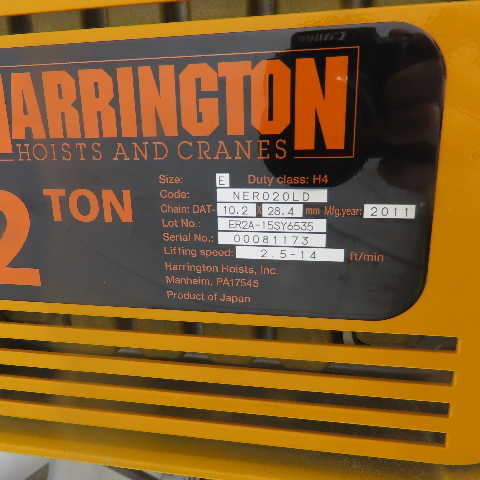 HARRINGTON
HOISTS AND CRANES
2 TON
Size: E Duty class: H4
Code: NER020LD
Chain: DAT- 10.2 X 28.4 mm Mfg.year: 2011
Lot No.: ER2A-15SY6535
Serial No.: 00081173
Lifting speed: 2.5-14 ft/min
Harrington Hoists, Inc.
Manheim, PA17545
Product of Japan